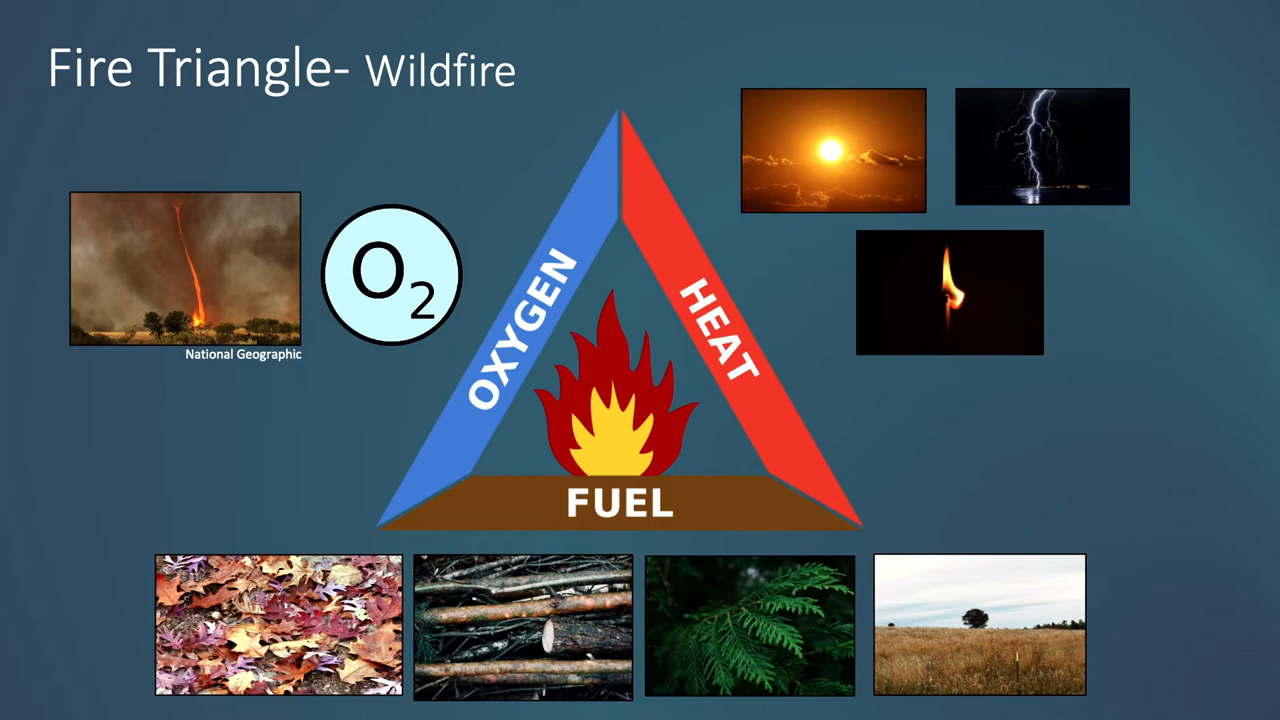 Fire Triangle- Wildfire
O2
National Geographic
OXYGEN
HEAT
FUEL